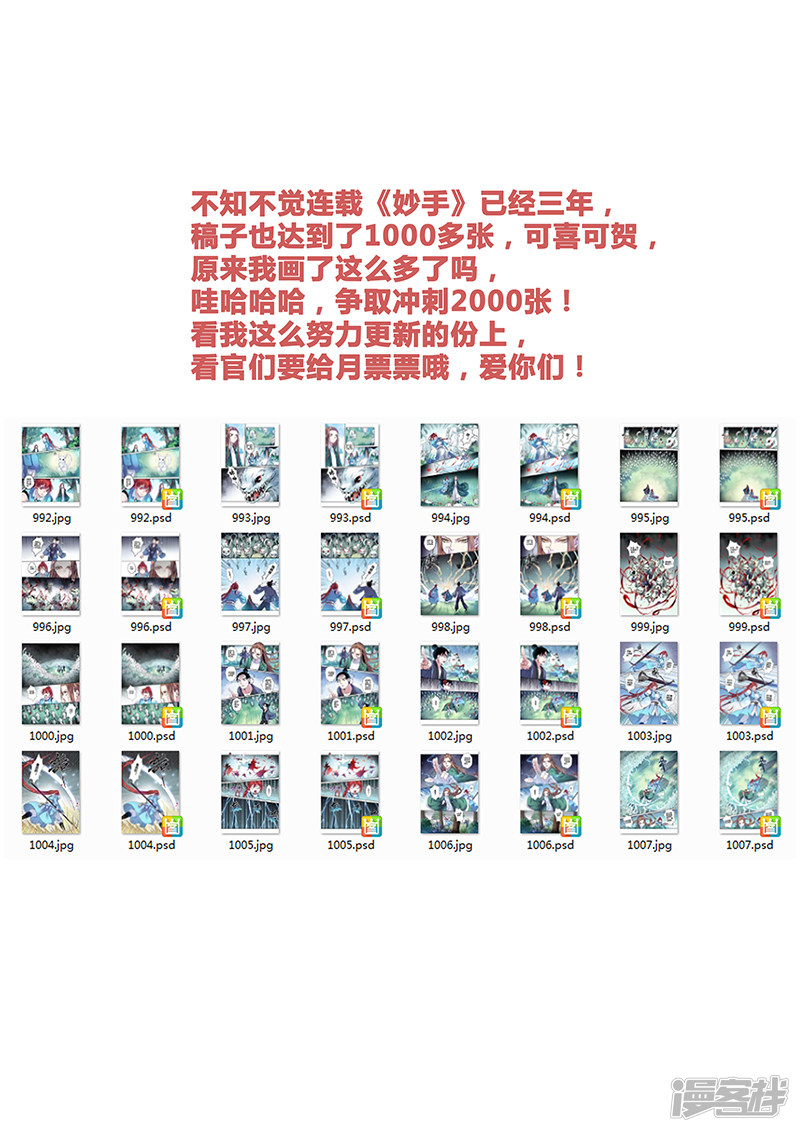 不知不觉连载《妙手》已经三年，
稿子也达到了1000多张，可喜可贺，
原来我画了这么多了吗，
哇哈哈哈，争取冲刺2000张！
看我这么努力更新的份上，
看官们要给月票票哦，爱你们！
992.jpg 992.psd 993.jpg 993.psd 994.jpg 994.psd 995.jpg 995.psd
996.jpg 996.psd 997.jpg 997.psd 998.jpg 998.psd 999.jpg 999.psd
1000.jpg 1000.psd 1001.jpg 1001.psd 1002.jpg 1002.psd 1003.jpg 1003.psd
1004.jpg 1004.psd 1005.jpg 1005.psd 1006.jpg 1006.psd 1007.jpg 1007.psd
漫客栈